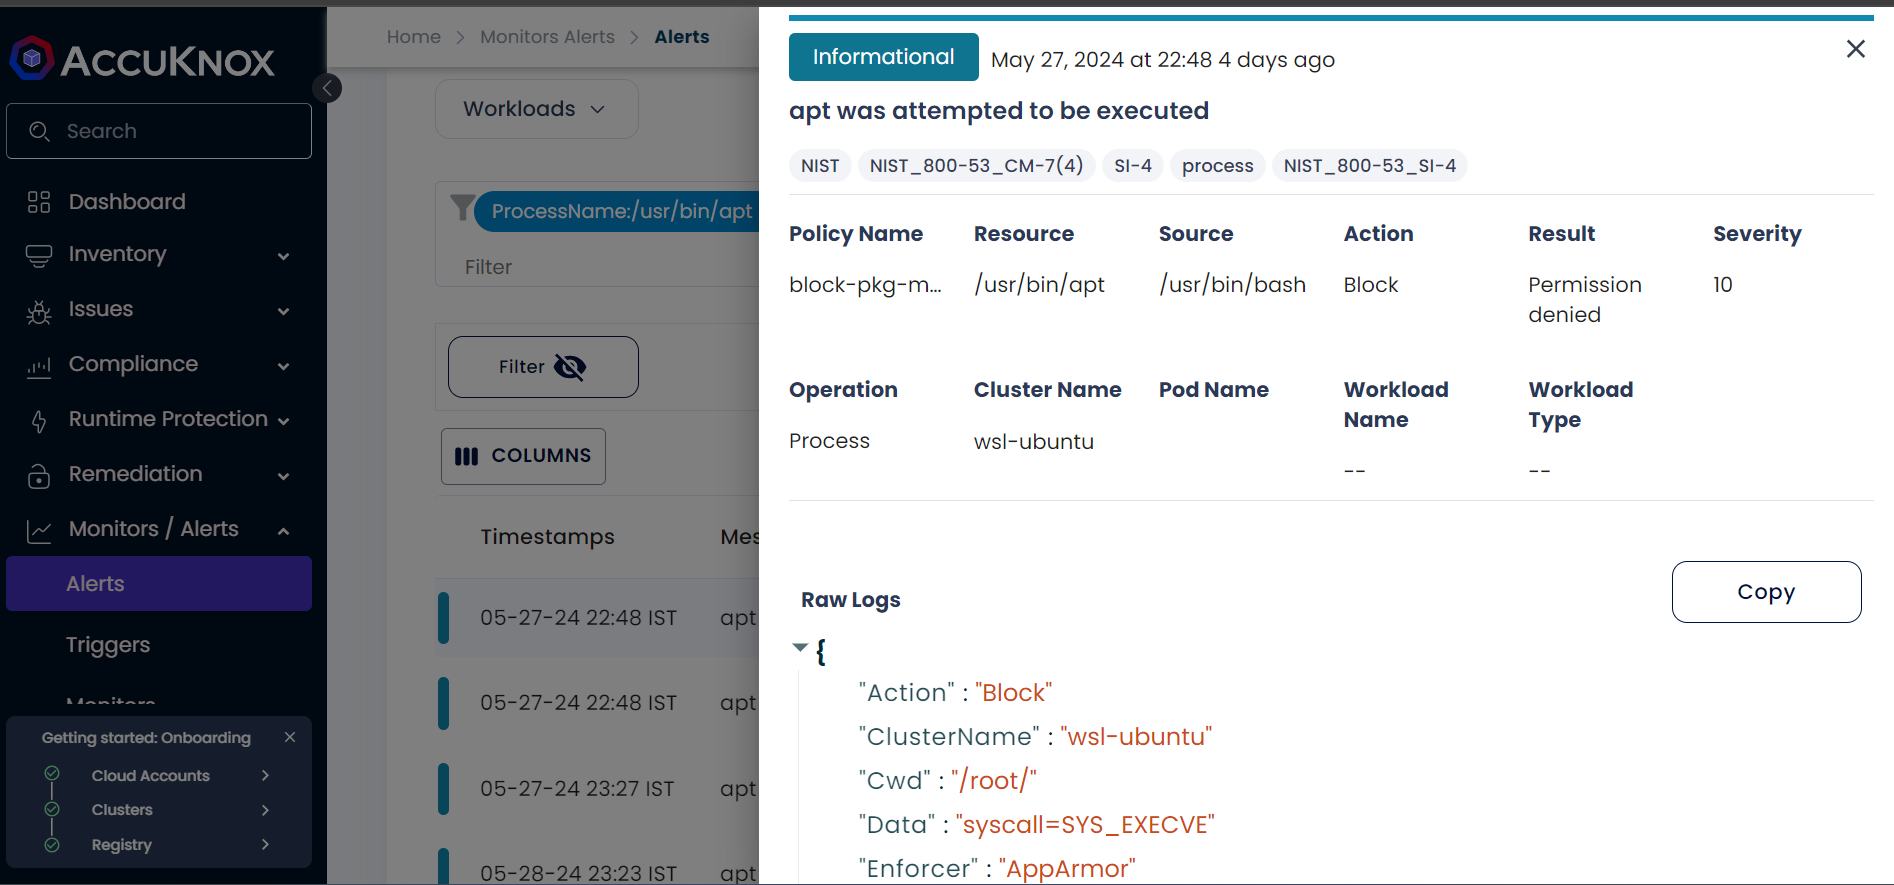 ACCUKNOX
Search
Dashboard
Inventory
Issues
Compliance
Runtime Protection
Remediation
Monitors / Alerts
Alerts
Triggers
Monitors
Getting started: Onboarding
Cloud Accounts
Clusters
Registry
Home > Monitors Alerts > Alerts
Workloads
ProcessName:/usr/bin/apt
Filter
Filter
COLUMNS
Timestamps Mes
05-27-24 22:48 IST apt
05-27-24 22:48 IST apt
05-27-24 23:27 IST apt
05-28-24 23:23 IST apt
Informational May 27, 2024 at 22:48 4 days ago
apt was attempted to be executed
NIST NIST_800-53_CM-7(4) SI-4 process NIST_800-53_SI-4
Policy Name Resource Source Action Result Severity
block-pkg-m... /usr/bin/apt /usr/bin/bash Block Permission 10
denied
Operation Cluster Name Pod Name Workload Workload
Name Type
Process wsl-ubuntu
-- --
Copy
Raw Logs
{
"Action" : "Block"
"ClusterName" : "wsl-ubuntu"
"Cwd" : "/root/"
"Data" : "syscall=SYS_EXECVE"
"Enforcer" : "AppArmor"